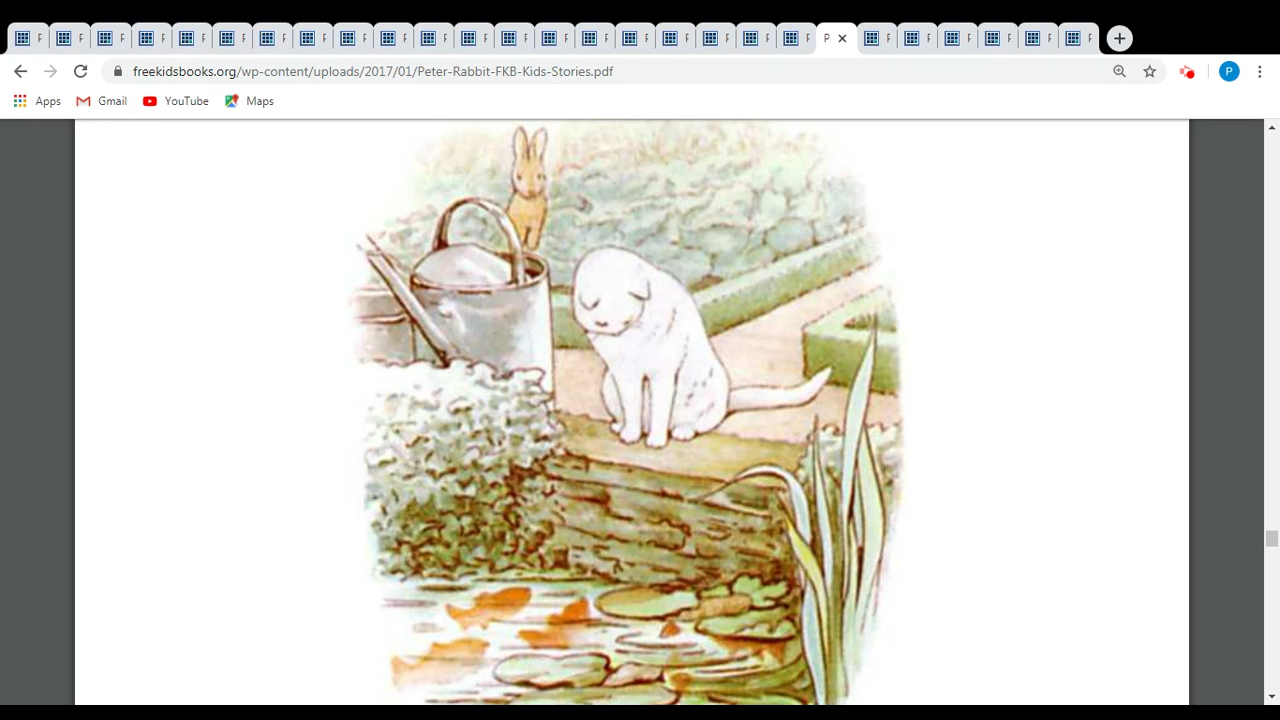 F F F F F F F F F F F F F F F F F F F F P F F F F F F
freekidsbooks.org/wp-content/uploads/2017/01/Peter-Rabbit-FKB-Kids-Stories.pdf
P
Apps Gmail YouTube Maps